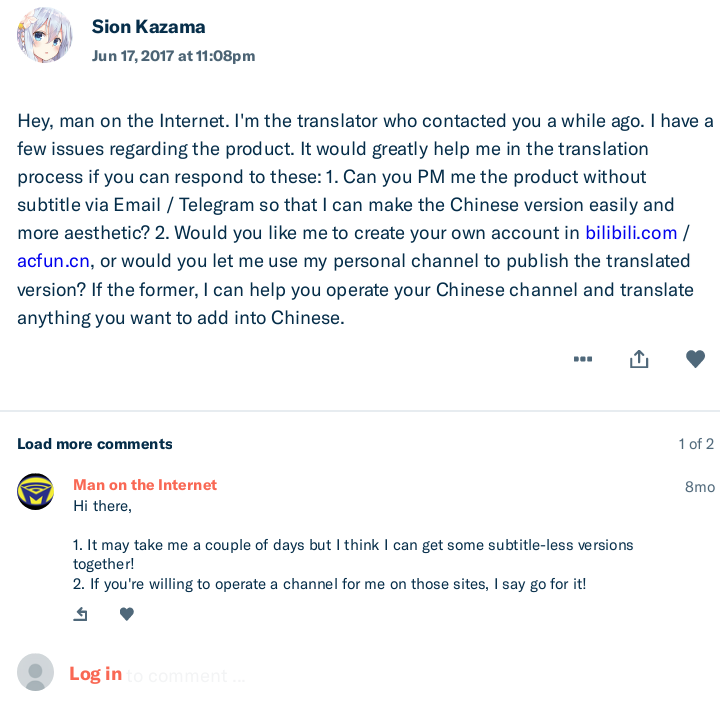 Sion Kazama
Jun 17, 2017 at 11:08pm
Hey, man on the Internet. I'm the translator who contacted you a while ago. I have a
few issues regarding the product. It would greatly help me in the translation
process if you can respond to these: 1. Can you PM me the product without
subtitle via Email / Telegram so that I can make the Chinese version easily and
more aesthetic? 2. Would you like me to create your own account in bilibili.com /
acfun.cn, or would you let me use my personal channel to publish the translated
version? If the former, I can help you operate your Chinese channel and translate
anything you want to add into Chinese.
Load more comments
1 of 2
Man on the Internet
8mo
Hi there,
1. It may take me a couple of days but I think I can get some subtitle-less versions
together!
2. If you're willing to operate a channel for me on those sites, I say go for it!
Log in to comment ...